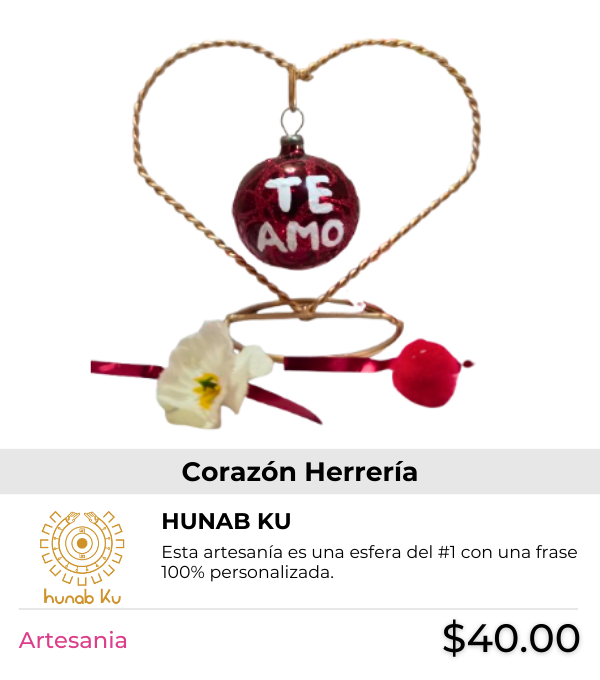 TE
AMO
Corazón Herrería
HUNAB KU
Esta artesanía es una esfera del #1 con una frase
100% personalizada.
hunab Ku
Artesania
$40.00